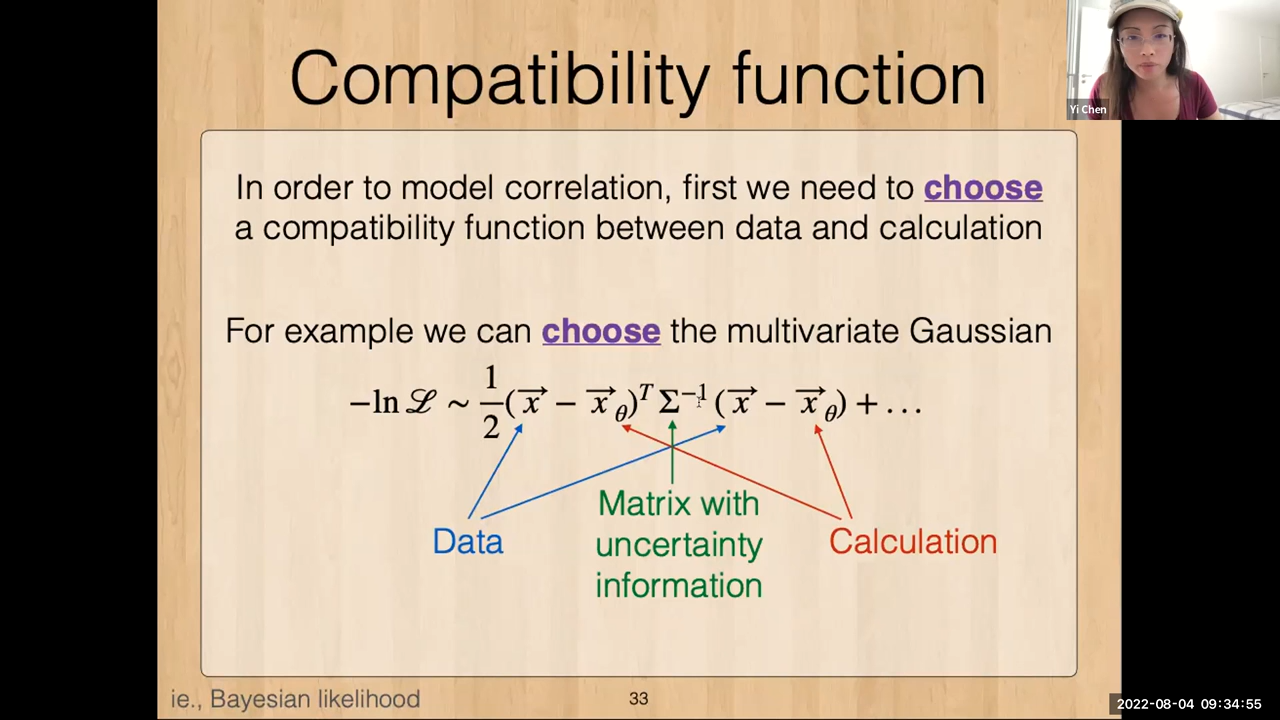 Compatibility function
Yi Chen
In order to model correlation, first we need to choose
a compatibility function between data and calculation
For example we can choose the multivariate Gaussian
−ln ℒ ∼ 1/2 (x⃗ − x⃗_θ)^T Σ^−1 (x⃗ − x⃗_θ) + …
Matrix with
uncertainty
information
Data
Calculation
ie., Bayesian likelihood
33
2022-08-04 09:34:55